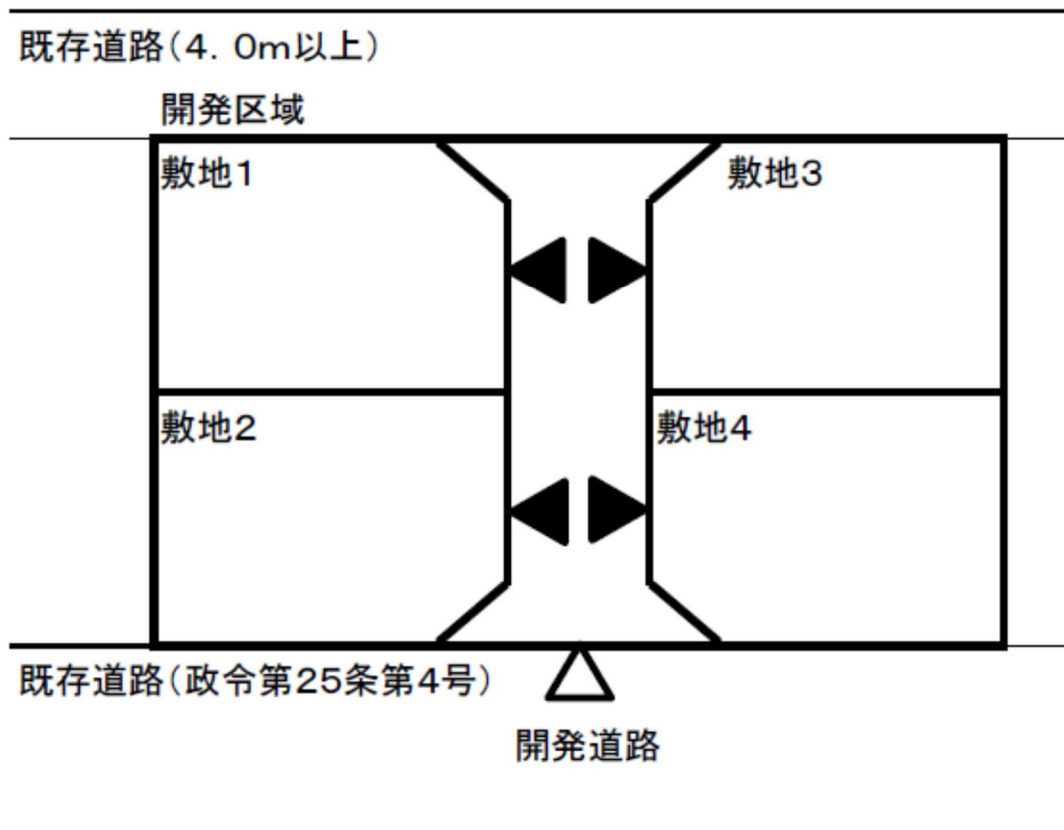 既存道路（4．0m以上）
開発区域
敷地1
敷地3
敷地2
敷地4
既存道路（政令第25条第4号）
開発道路